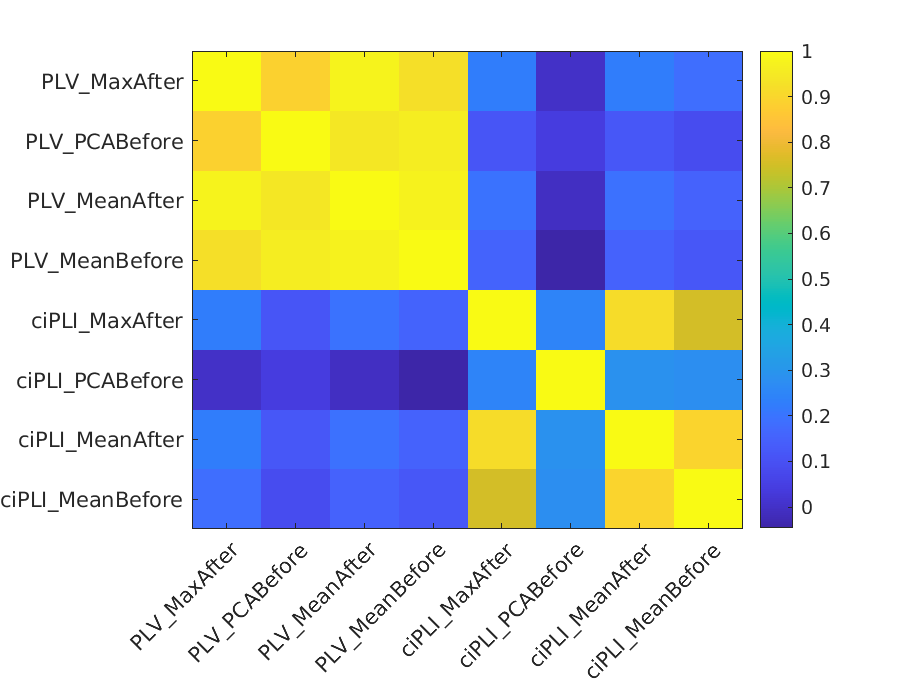 PLV_MaxAfter
PLV_PCABefore
PLV_MeanAfter
PLV_MeanBefore
ciPLI_MaxAfter
ciPLI_PCABefore
ciPLI_MeanAfter
ciPLI_MeanBefore
PLV_MaxAfter
PLV_PCABefore
PLV_MeanAfter
PLV_MeanBefore
ciPLI_MaxAfter
ciPLI_PCABefore
ciPLI_MeanAfter
ciPLI_MeanBefore
1
0.9
0.8
0.7
0.6
0.5
0.4
0.3
0.2
0.1
0